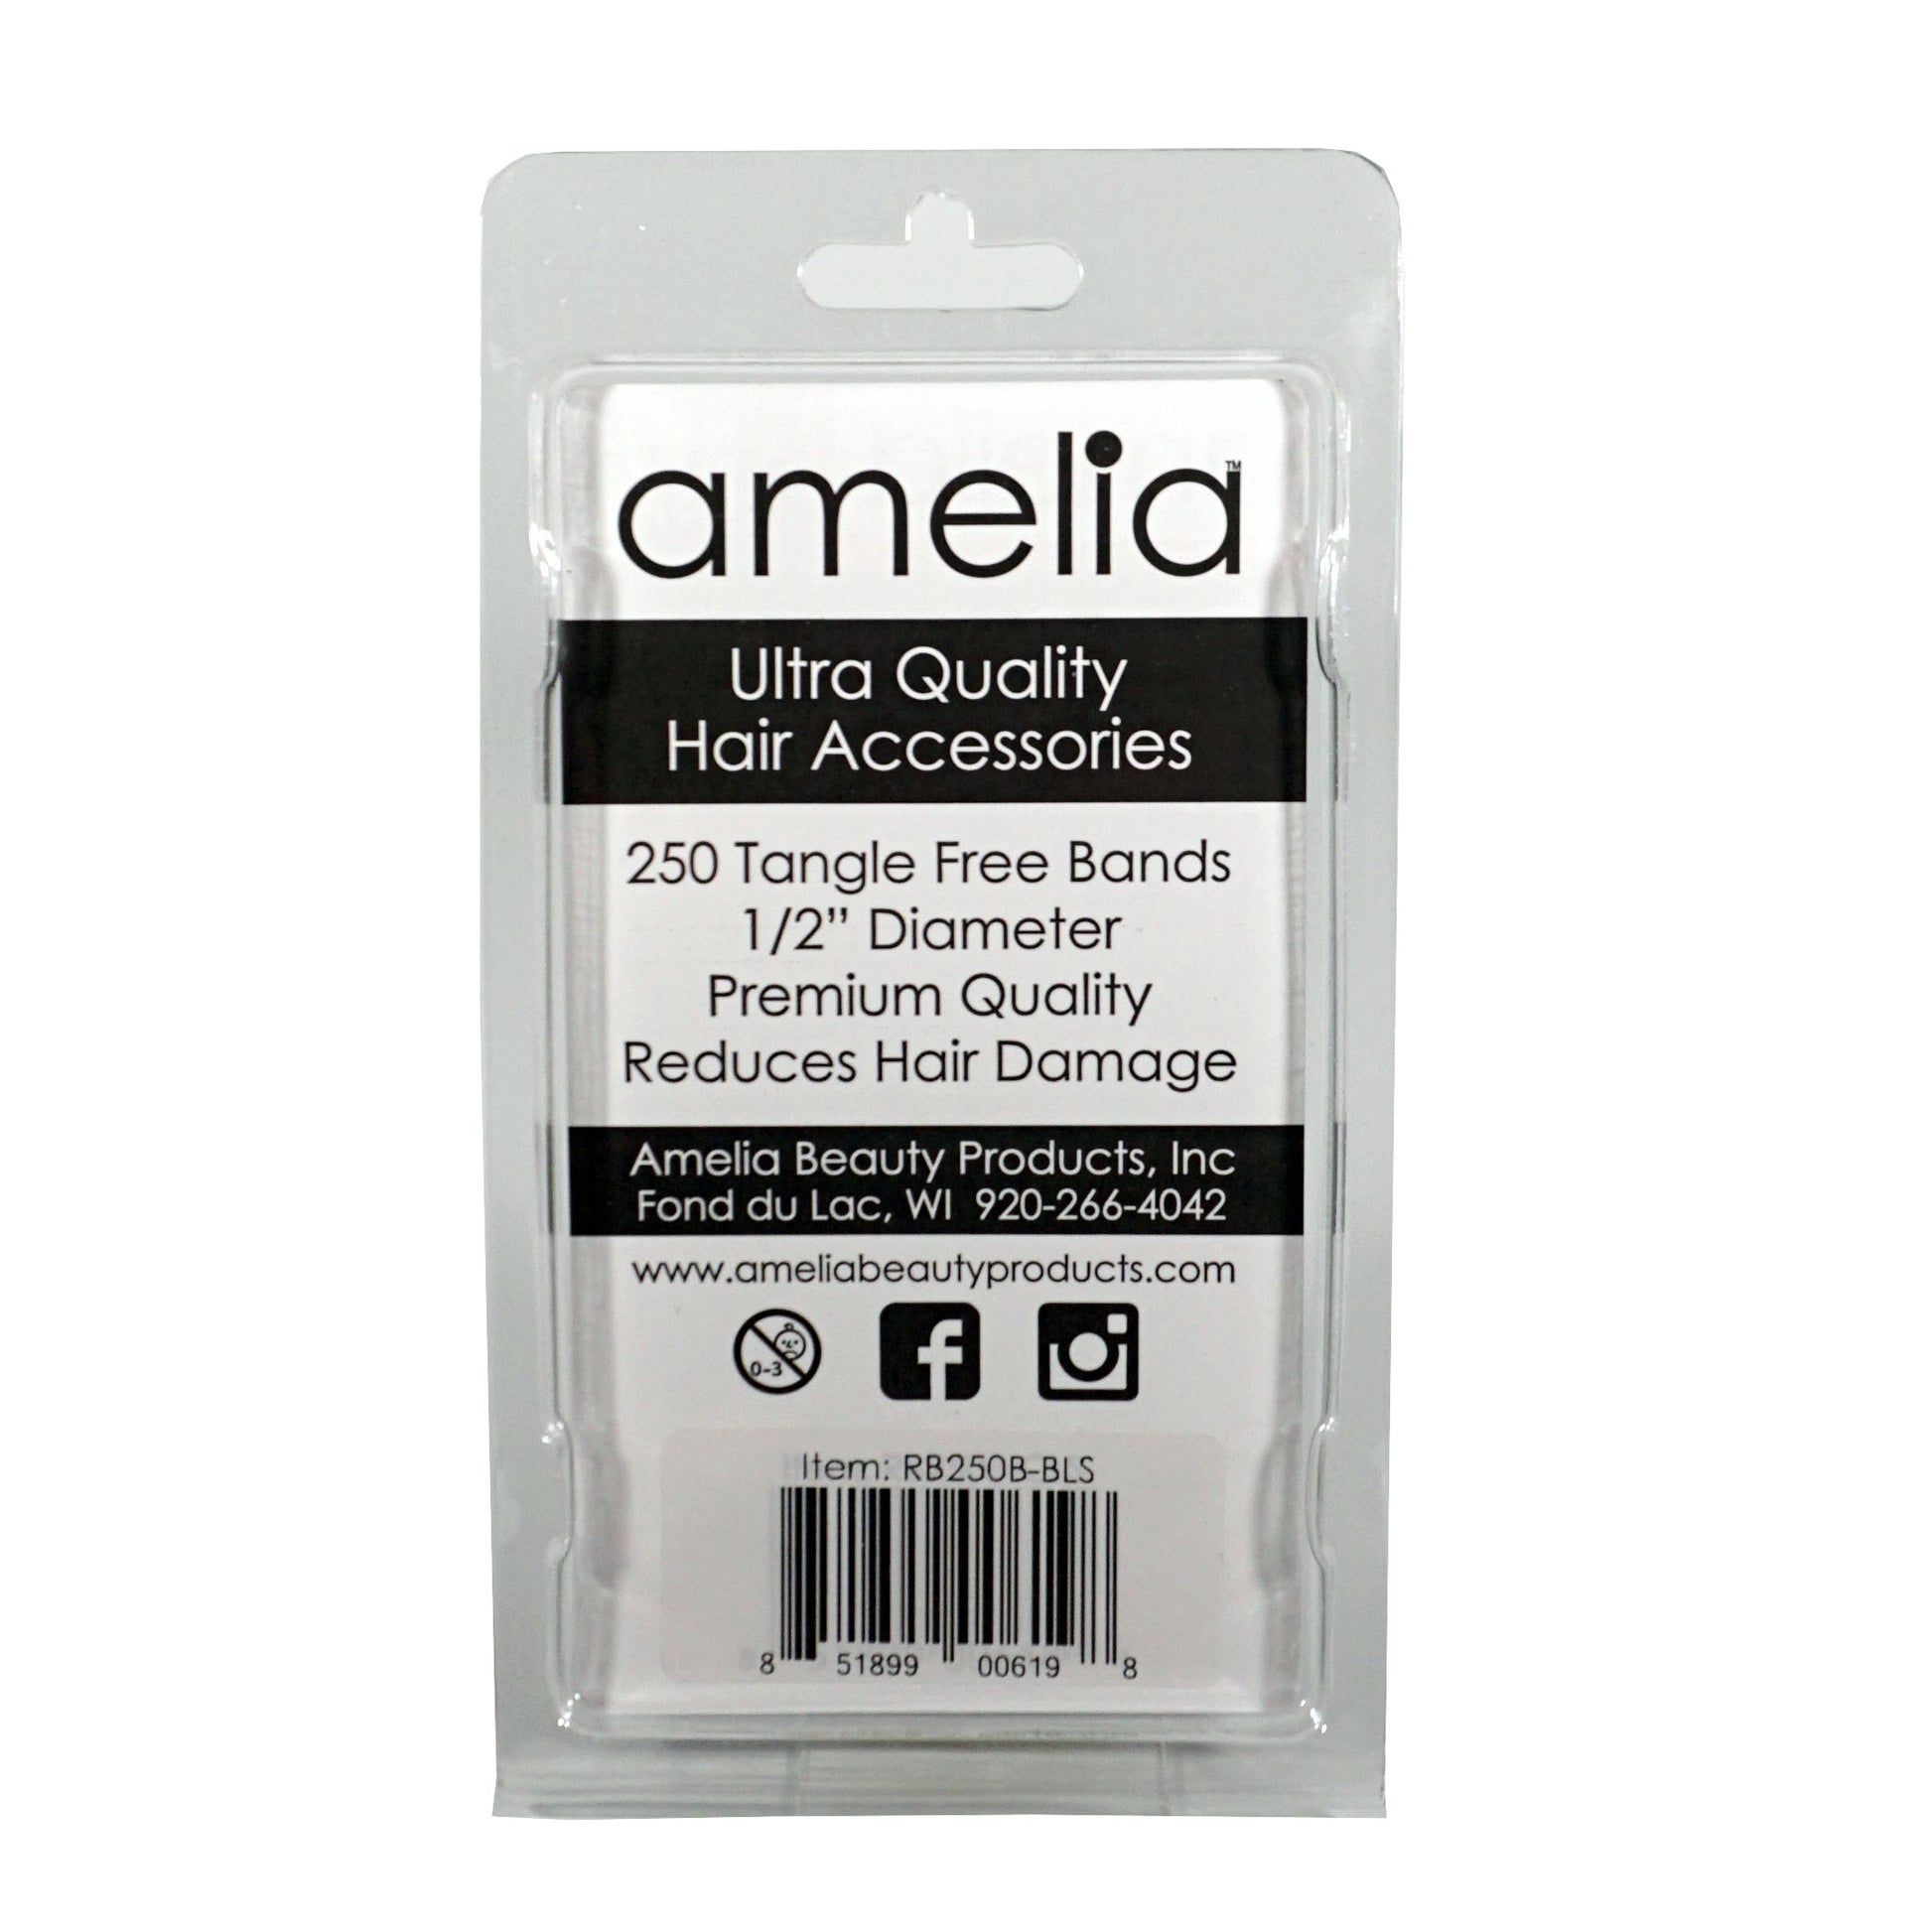 amelia™
Ultra Quality
Hair Accessories
250 Tangle Free Bands
1/2” Diameter
Premium Quality
Reduces Hair Damage
Amelia Beauty Products, Inc
Fond du Lac, WI 920-266-4042
www.ameliabeautyproducts.com
0-3
Item: RB250B-BLS
8 51899 00619 8